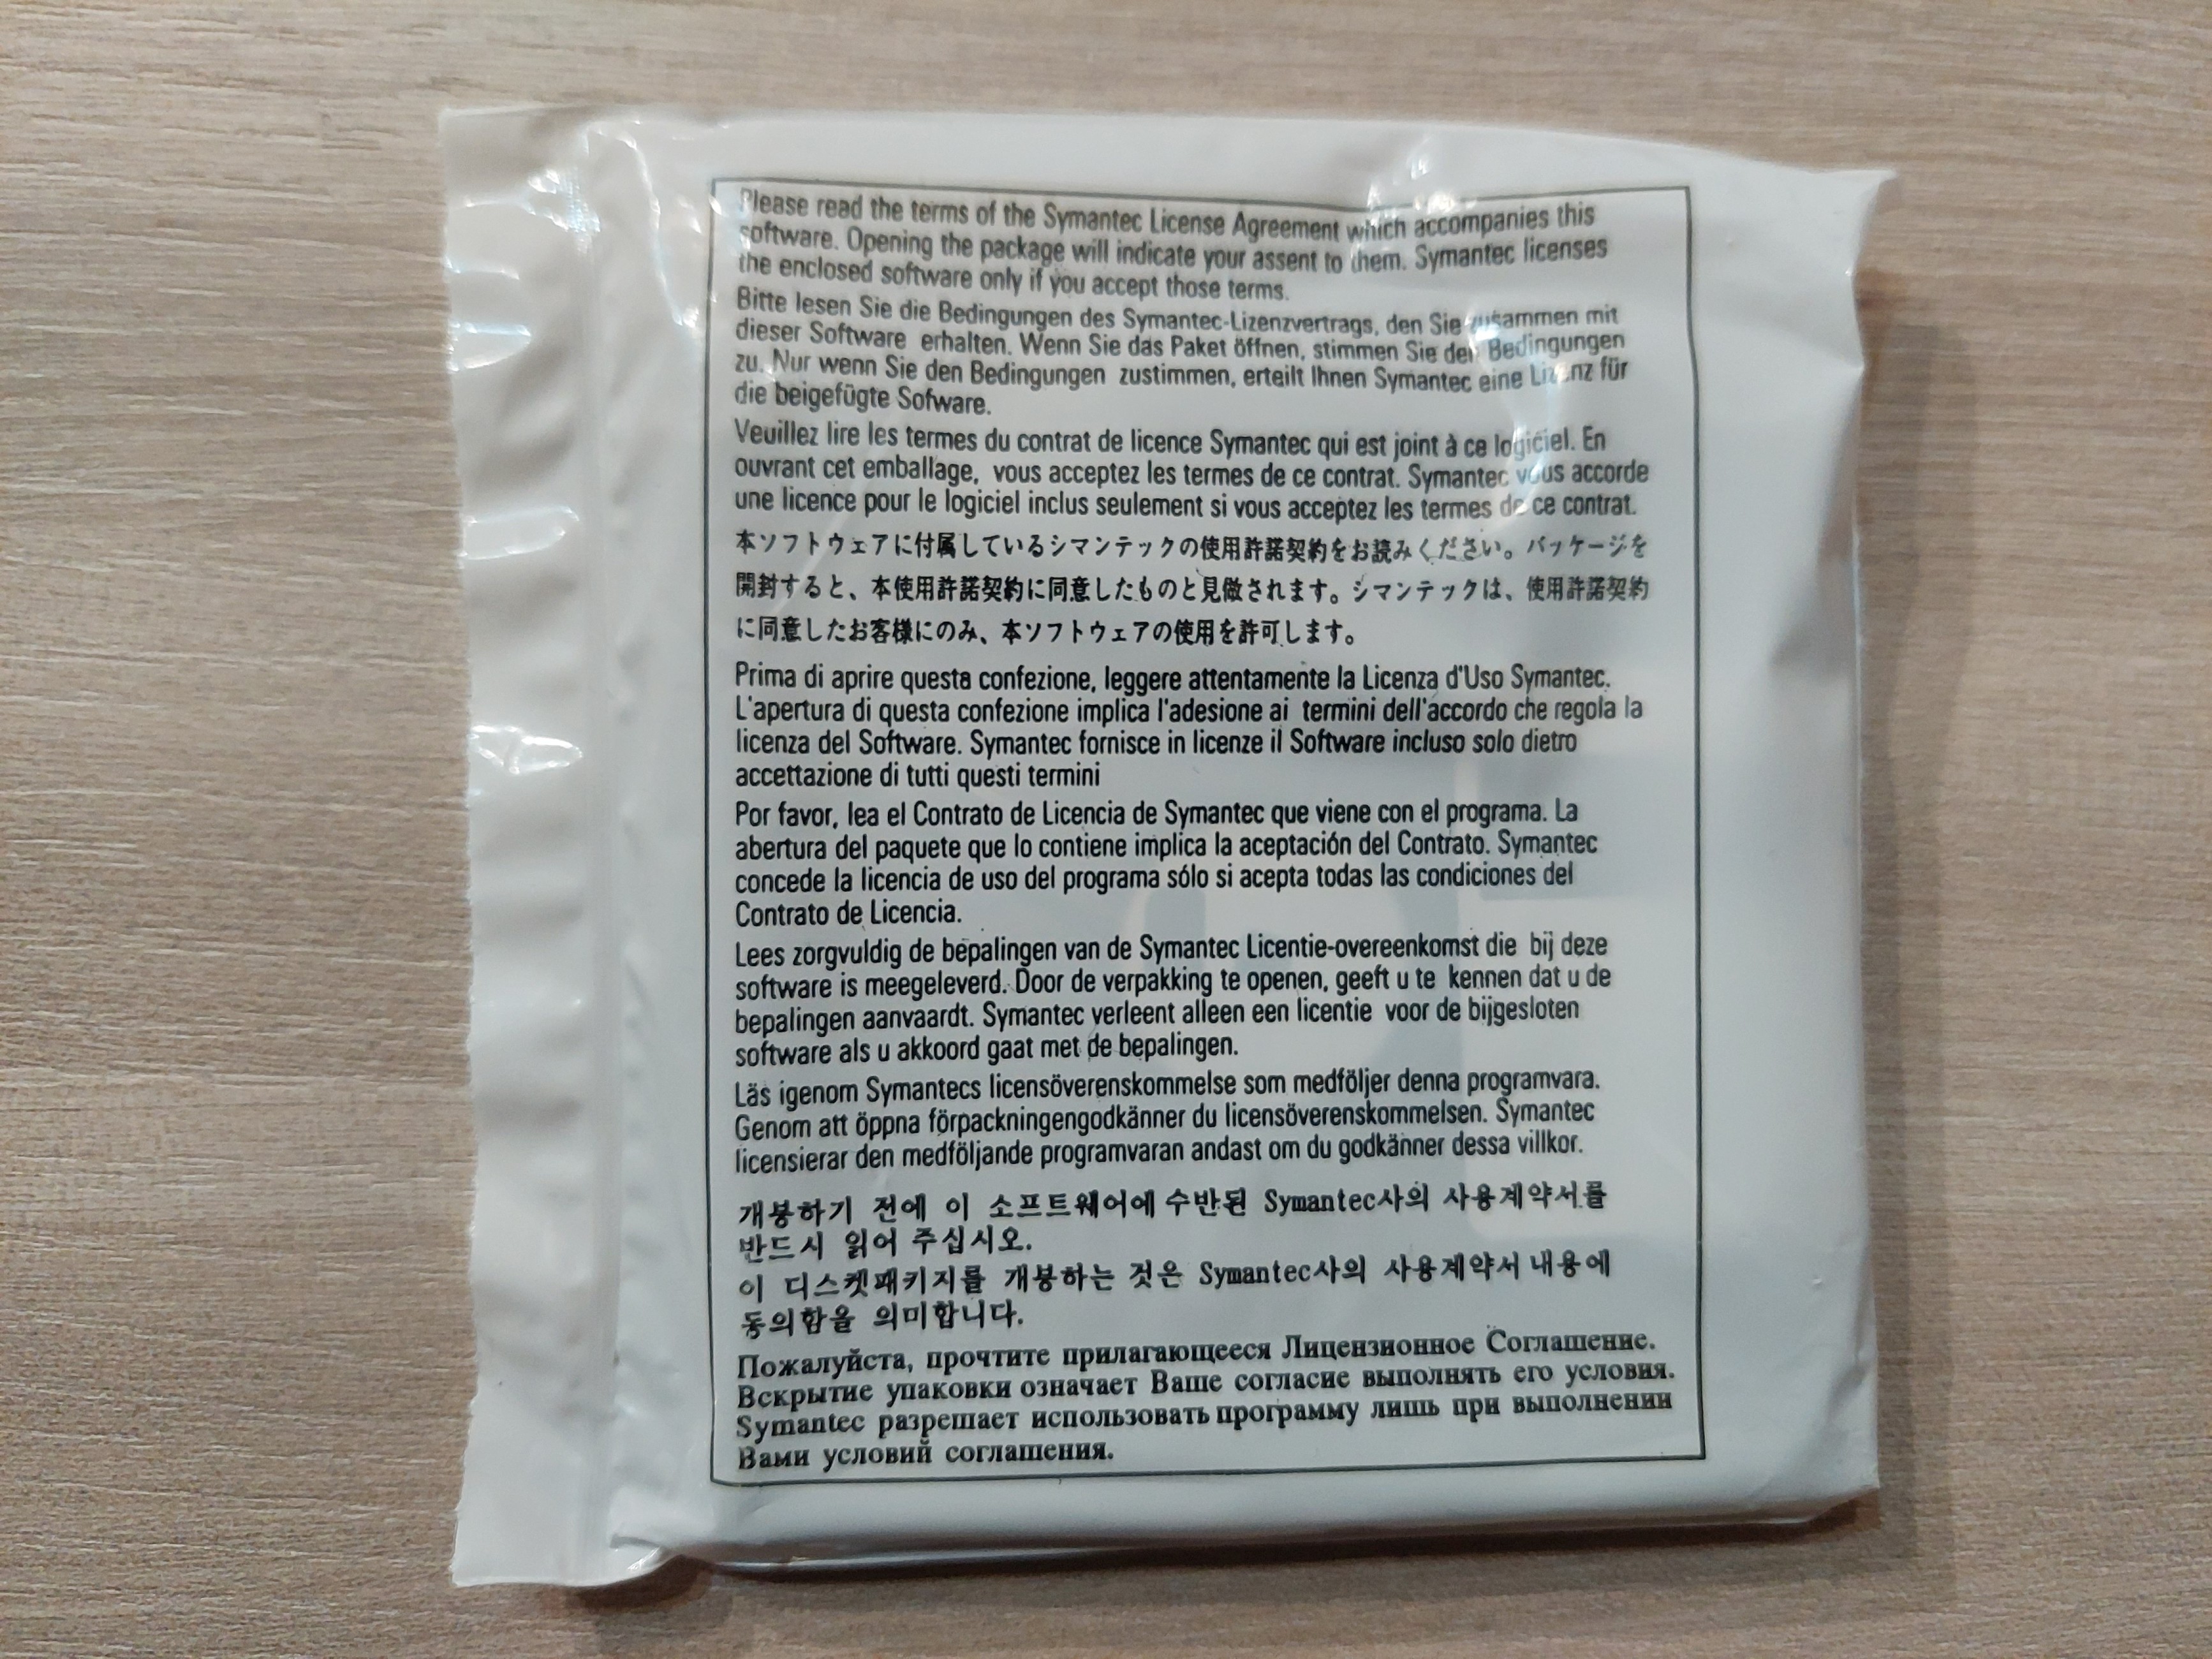 Please read the terms of the Symantec License Agreement which accompanies this
software. Opening the package will indicate your assent to them. Symantec licenses
the enclosed software only if you accept those terms.
Bitte lesen Sie die Bedingungen des Symantec-Lizenzvertrags, den Sie zusammen mit
dieser Software erhalten. Wenn Sie das Paket öffnen, stimmen Sie den Bedingungen
zu. Nur wenn Sie den Bedingungen zustimmen, erteilt Ihnen Symantec eine Lizenz für
die beigefügte Sofware.
Veuillez lire les termes du contrat de licence Symantec qui est joint à ce logiciel. En
ouvrant cet emballage, vous acceptez les termes de ce contrat. Symantec vous accorde
une licence pour le logiciel inclus seulement si vous acceptez les termes de ce contrat.
本ソフトウェアに付属しているシマンテックの使用許諾契約をお読みください。パッケージを
開封すると、本使用許諾契約に同意したものと見做されます。シマンテックは、使用許諾契約
に同意したお客様にのみ、本ソフトウェアの使用を許可します。
Prima di aprire questa confezione, leggere attentamente la Licenza d'Uso Symantec.
L'apertura di questa confezione implica l'adesione ai termini dell'accordo che regola la
licenza del Software. Symantec fornisce in licenze il Software incluso solo dietro
accettazione di tutti questi termini
Por favor, lea el Contrato de Licencia de Symantec que viene con el programa. La
abertura del paquete que lo contiene implica la aceptación del Contrato. Symantec
concede la licencia de uso del programa sólo si acepta todas las condiciones del
Contrato de Licencia.
Lees zorgvuldig de bepalingen van de Symantec Licentie-overeenkomst die bij deze
software is meegeleverd. Door de verpakking te openen, geeft u te kennen dat u de
bepalingen aanvaardt. Symantec verleent alleen een licentie voor de bijgesloten
software als u akkoord gaat met de bepalingen.
Läs igenom Symantecs licensöverenskommelse som medföljer denna programvara.
Genom att öppna förpackningengodkänner du licensöverenskommelsen. Symantec
licensierar den medföljande programvaran andast om du godkänner dessa villkor.
개봉하기 전에 이 소프트웨어에 수반된 Symantec사의 사용계약서를
반드시 읽어 주십시오.
이 디스켓패키지를 개봉하는 것은 Symantec사의 사용계약서 내용에
동의함을 의미합니다.
Пожалуйста, прочтите прилагающееся Лицензионное Соглашение.
Вскрытие упаковки означает Ваше согласие выполнять его условия.
Symantec разрешает использовать программу лишь при выполнении
Вами условий соглашения.